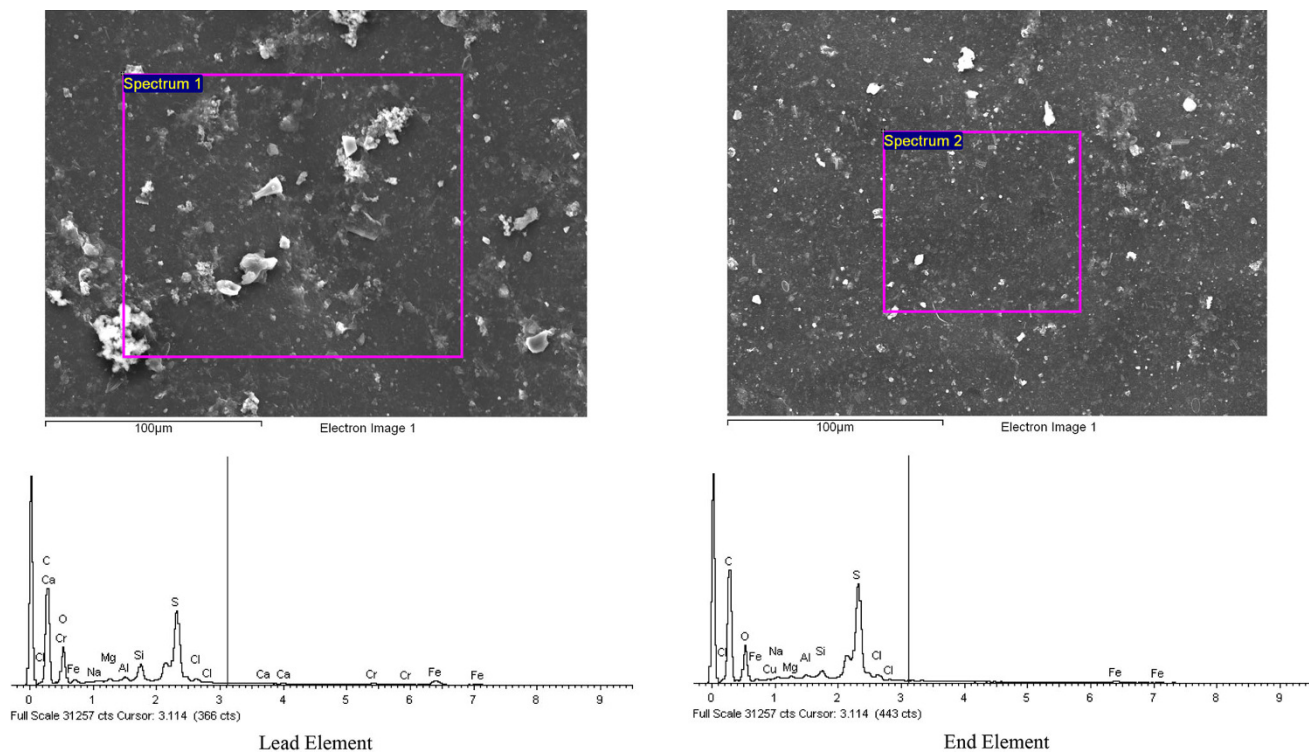 Spectrum 1
100µm
Electron Image 1
Spectrum 2
100µm
Electron Image 1
C
Ca
O
Cl
Cr
Fe
Na
Mg
Al
Si
S
Cl
Cl
Ca
Ca
Cr
Cr
Fe
Fe
0 1 2 3 4 5 6 7 8 9
Full Scale 31257 cts Cursor: 3.114 (366 cts)
Lead Element
C
Cl
O
Fe
Cu
Na
Mg
Al
Si
S
Cl
Cl
Fe
Fe
0 1 2 3 4 5 6 7 8 9
Full Scale 31257 cts Cursor: 3.114 (443 cts)
End Element